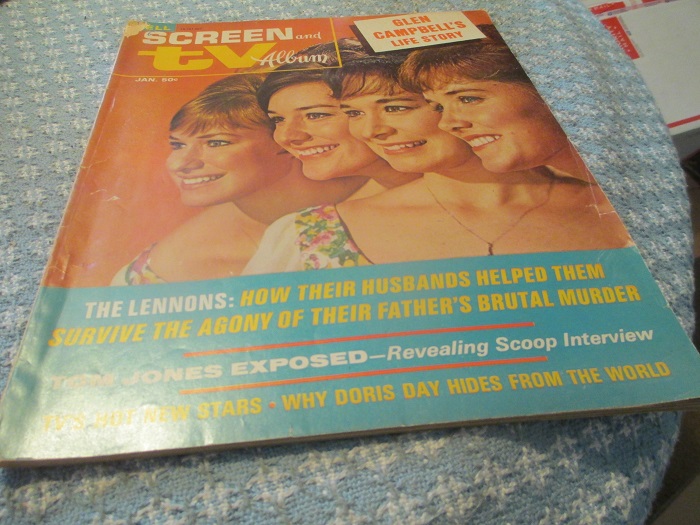 SCREEN and
tv Album
JAN. 50¢
GLEN
CAMPBELL'S
LIFE STORY
THE LENNONS: HOW THEIR HUSBANDS HELPED THEM
SURVIVE THE AGONY OF THEIR FATHER'S BRUTAL MURDER
TOM JONES EXPOSED—Revealing Scoop Interview
TV'S HOT NEW STARS • WHY DORIS DAY HIDES FROM THE WORLD